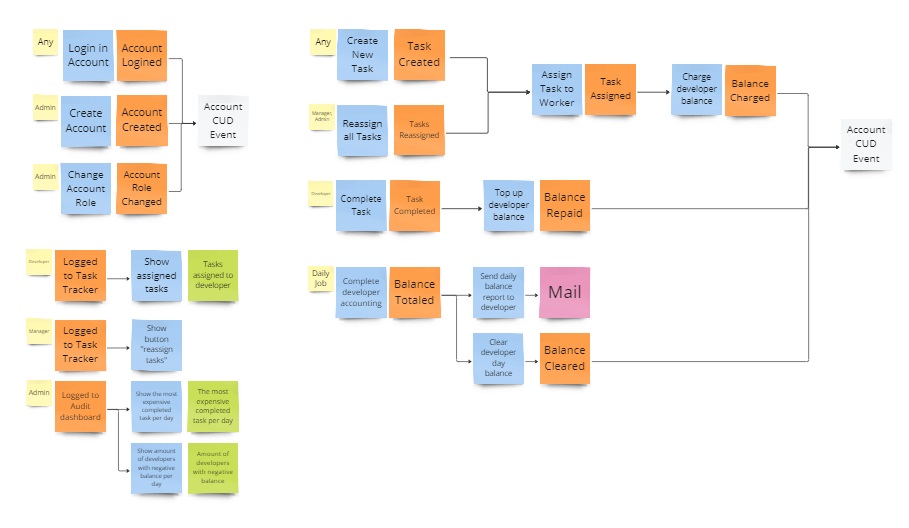 Any
Login in
Account
Account
Logined
Admin
Create
Account
Account
Created
Admin
Change
Account
Role
Account
Role
Changed
Account
CUD
Event
Developer
Logged
to Task
Tracker
Show
assigned
tasks
Tasks
assigned to
developer
Manager
Logged
to Task
Tracker
Show
button
"reassign
tasks"
Admin
Logged to
Audit
dashboard
Show the most
expensive
completed
task per day
The most
expensive
completed
task per day
Show amount
of developers
with negative
balance per
day
Amount of
developers
with negative
balance
Any
Create
New
Task
Task
Created
Manager,
Admin
Reassign
all Tasks
Tasks
Reassigned
Assign
Task to
Worker
Task
Assigned
Charge
developer
balance
Balance
Charged
Account
CUD
Event
Developer
Complete
Task
Task
Completed
Top up
developer
balance
Balance
Repaid
Daily
Job
Complete
developer
accounting
Balance
Totaled
Send daily
balance
report to
developer
Mail
Clear
developer
day
balance
Balance
Cleared